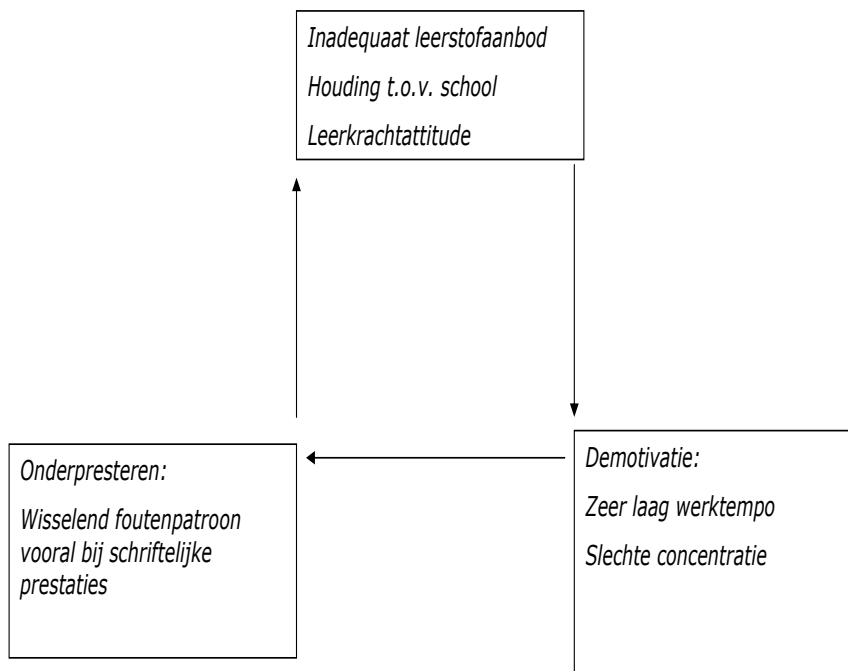 Inadequaat leerstofaanbod
Houding t.o.v. school
Leerkrachtattitude
Onderpresteren:
Wisselend foutenpatroon
vooral bij schriftelijke
prestaties
Demotivatie:
Zeer laag werktempo
Slechte concentratie